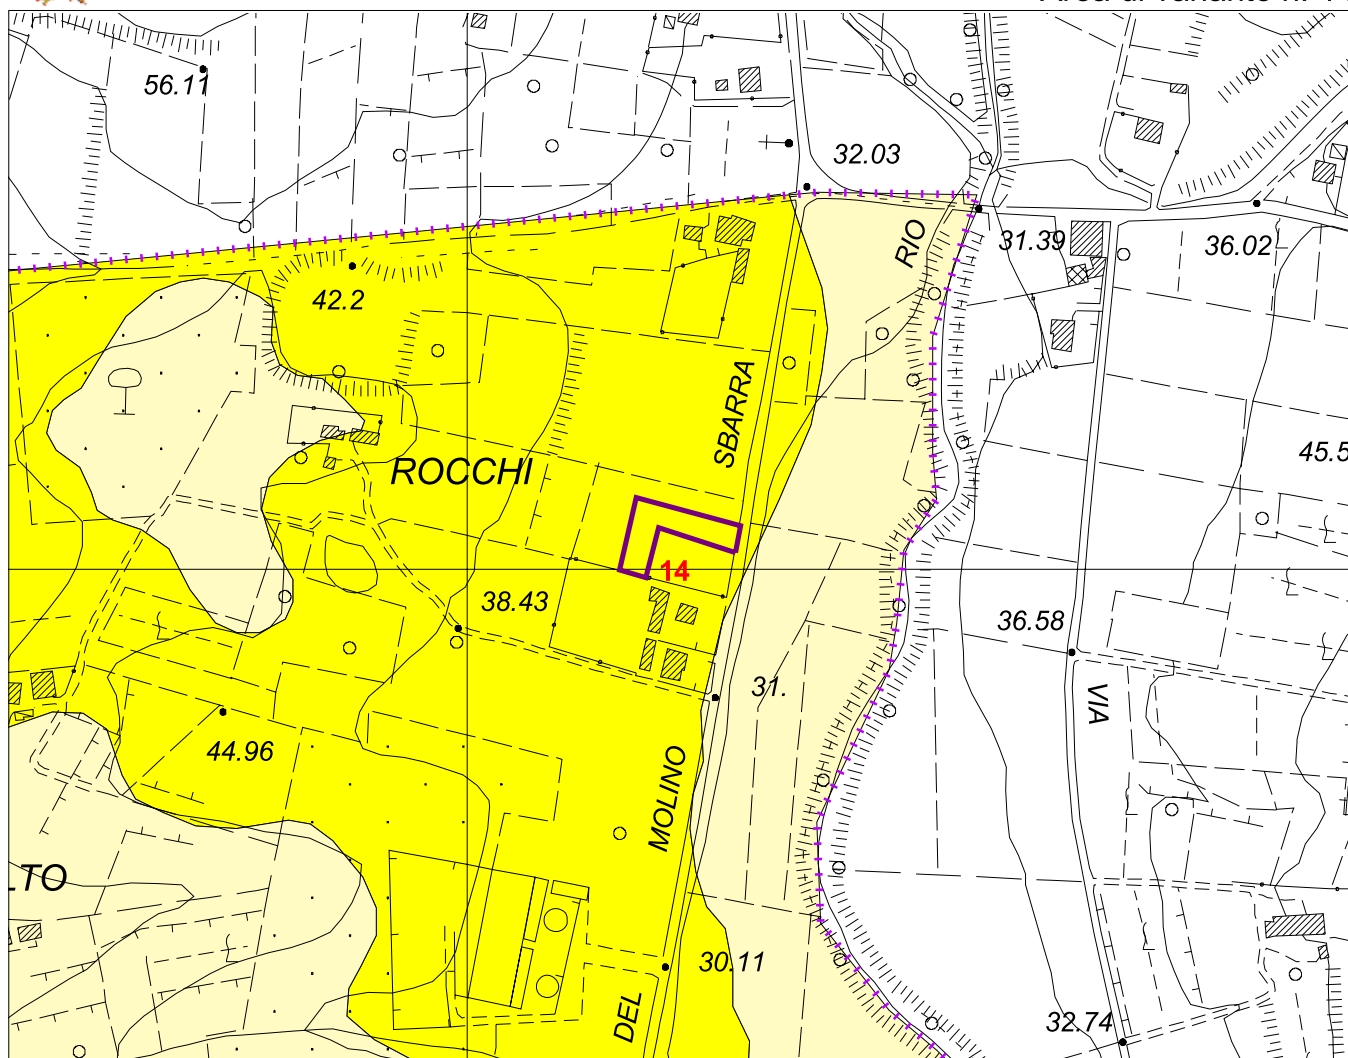 56.11
32.03
RIO
31.39
36.02
42.2
SBARRA
45.5
ROCCHI
14
38.43
36.58
31.
VIA
44.96
MOLINO
LTO
30.11
DEL
32.74